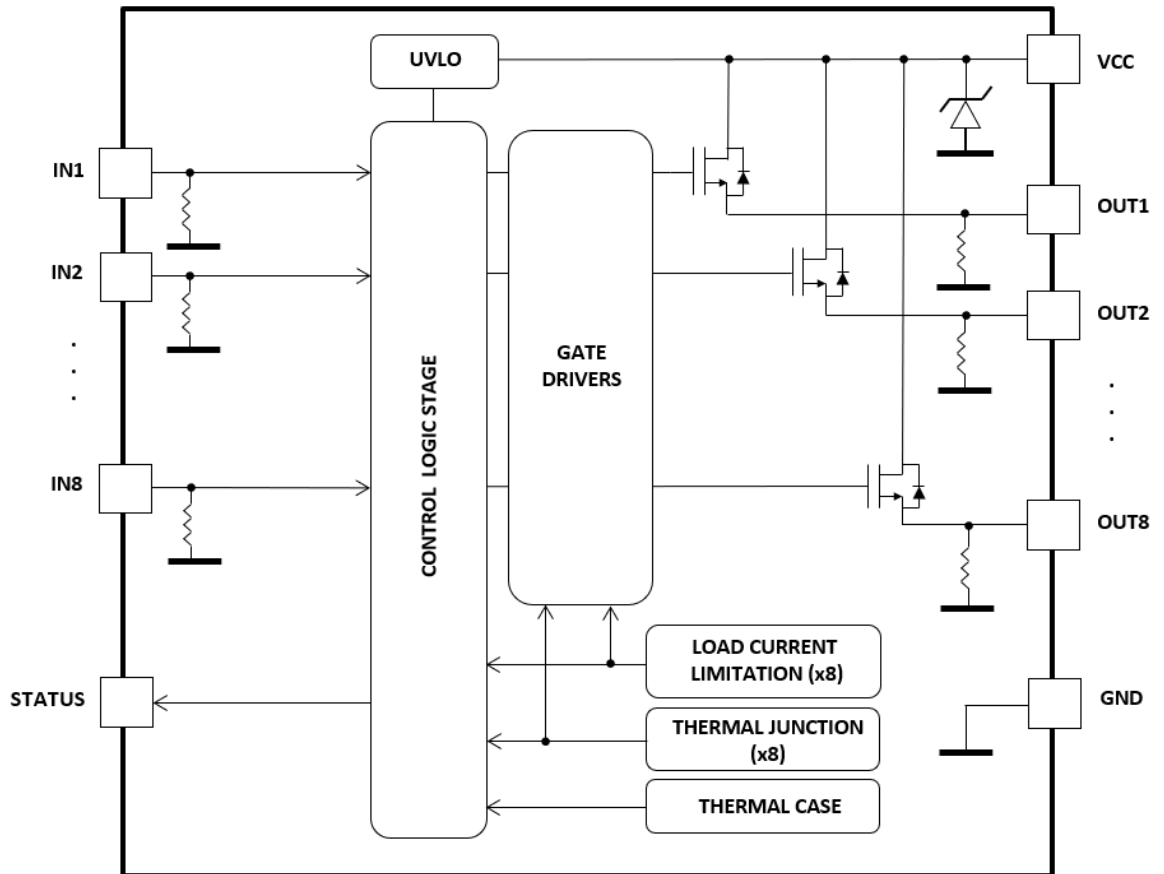 UVLO
VCC
IN1
OUT1
IN2
OUT2
. . .
. . .
GATE
DRIVERS
CONTROL LOGIC STAGE
IN8
OUT8
LOAD CURRENT
LIMITATION (x8)
STATUS
GND
THERMAL JUNCTION
(x8)
THERMAL CASE